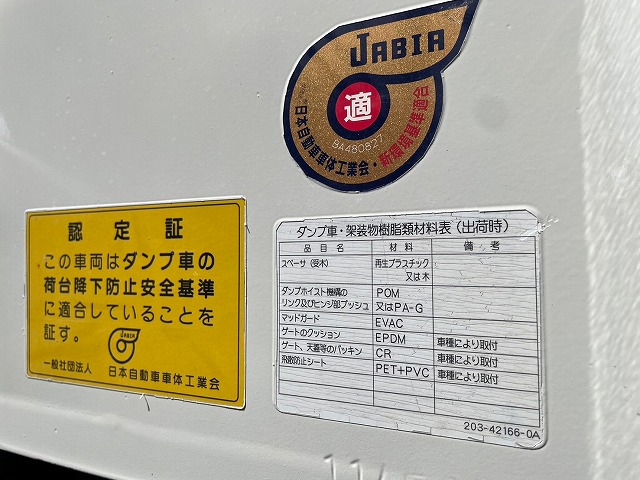 JABIA
適
BA480827
日本自動車車体工業会・新環境基準適合
認定証
この車両はダンプ車の
荷台降下防止安全基準
に適合していることを
証す。
JABIA
一般社団法人 日本自動車車体工業会
ダンプ車・架装物樹脂類材料表(出荷時)
品目名 材料 備考
スペーサ(受木) 再生プラスチック
又は木
ダンプホイスト機構の POM
リンク及びヒンジ部ブッシュ 又はPA-G
マッドガード EVAC
ゲートのクッション EPDM 車種により取付
ゲート、天蓋等のパッキン CR 車種により取付
飛散防止シート PET+PVC 車種により取付
203-42166-0A